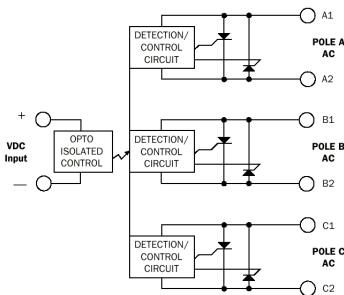 A1
DETECTION/
CONTROL
CIRCUIT
POLE A
AC
A2
+
VDC
Input
—
OPTO
ISOLATED
CONTROL
B1
DETECTION/
CONTROL
CIRCUIT
POLE B
AC
B2
C1
DETECTION/
CONTROL
CIRCUIT
POLE C
AC
C2